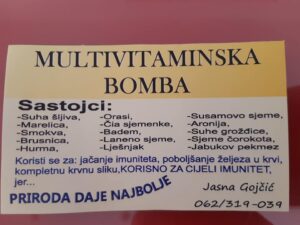 MULTIVITAMINSKA
BOMBA
Sastojci:
-Suha šljiva,
-Marelica,
-Smokva,
-Brusnica,
-Hurma,
-Orasi,
-Čia sjemenke,
-Badem,
-Laneno sjeme,
-Lješnjak
-Susamovo sjeme,
-Aronija,
-Suhe grožđice,
-Sjeme čorokota,
-Jabukov pekmez
Koristi se za: jačanje imuniteta, poboljšanje željeza u krvi,
kompletnu krvnu sliku,KORISNO ZA CIJELI IMUNITET,
jer...
PRIRODA DAJE NAJBOLJE
Jasna Gojčić
062/319-039